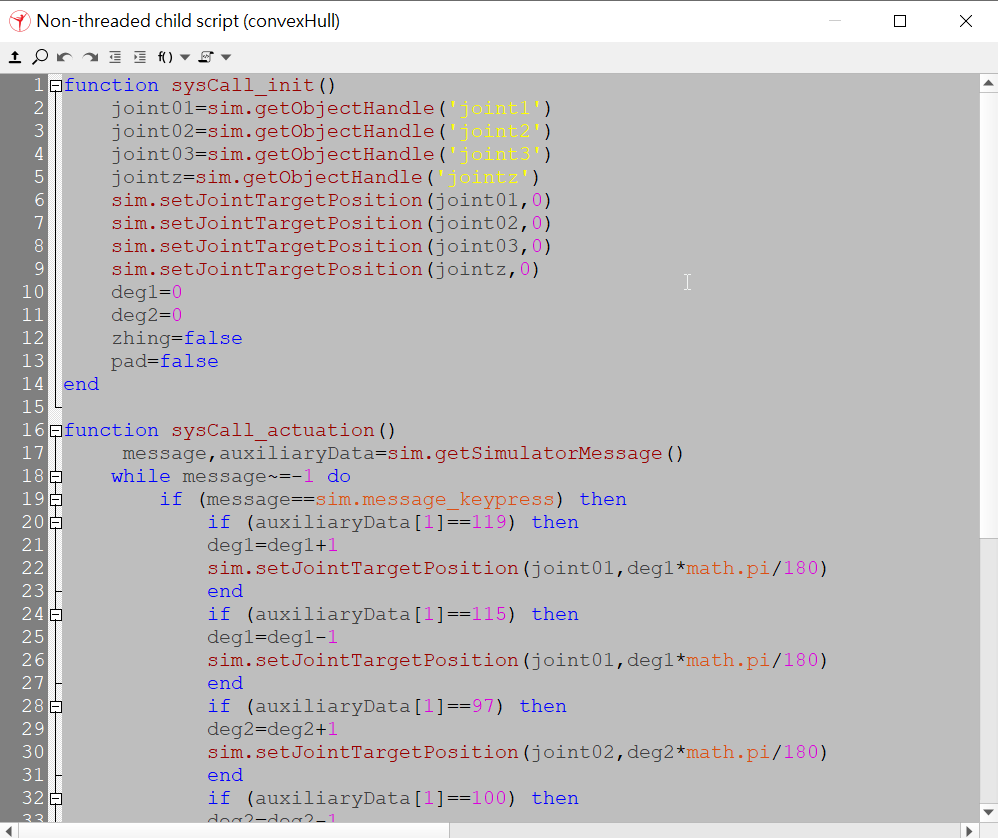 Non-threaded child script (convexHull)
f()
1 function sysCall_init()
2 joint01=sim.getObjectHandle('joint1')
3 joint02=sim.getObjectHandle('joint2')
4 joint03=sim.getObjectHandle('joint3')
5 jointz=sim.getObjectHandle('jointz')
6 sim.setJointTargetPosition(joint01,0)
7 sim.setJointTargetPosition(joint02,0)
8 sim.setJointTargetPosition(joint03,0)
9 sim.setJointTargetPosition(jointz,0)
10 deg1=0
11 deg2=0
12 zhing=false
13 pad=false
14 end
15
16 function sysCall_actuation()
17 message,auxiliaryData=sim.getSimulatorMessage()
18 while message~=-1 do
19 if (message==sim.message_keypress) then
20 if (auxiliaryData[1]==119) then
21 deg1=deg1+1
22 sim.setJointTargetPosition(joint01,deg1*math.pi/180)
23 end
24 if (auxiliaryData[1]==115) then
25 deg1=deg1-1
26 sim.setJointTargetPosition(joint01,deg1*math.pi/180)
27 end
28 if (auxiliaryData[1]==97) then
29 deg2=deg2+1
30 sim.setJointTargetPosition(joint02,deg2*math.pi/180)
31 end
32 if (auxiliaryData[1]==100) then
33 deg2=deg2-1